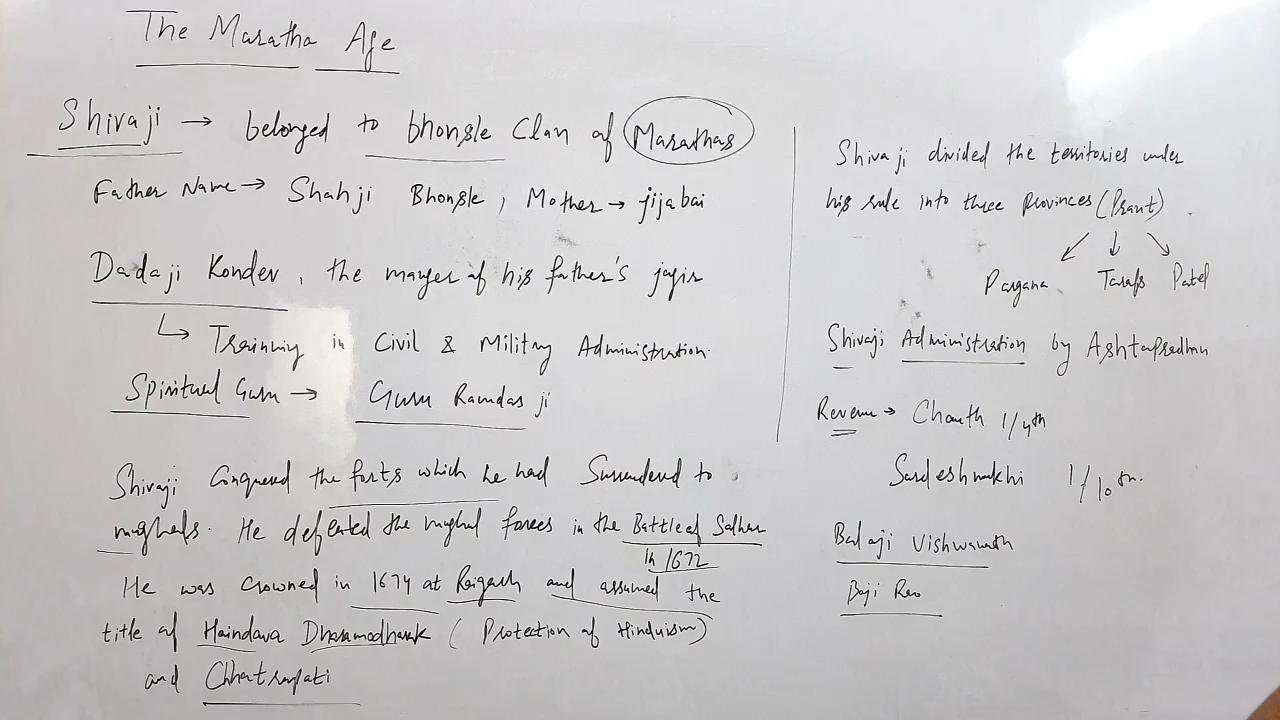 The Maratha Age
Shivaji → belonged to bhonsle Clan of Marathas
Father Name → Shahji Bhonsle, Mother → jijabai
Dadaji Kondev, the manger of his father's jagir
↳ Training in Civil & Military Administration.
Spiritual Guru → Guru Ramdas ji
Shivaji Conquered the forts which he had Surrendered to
mughals. He defeated the mughal forces in the Battle of Salher
in 1672
He was crowned in 1674 at Raigarh and assumed the
title of Haindava Dharamodharak (Protection of Hinduism)
and Chhatrapati
Shivaji divided the territories under
his rule into three provinces (Prant)
Pargana Tarafs Patel
Shivaji Administration by Ashtapradhan
Revenue → Chauth 1/4th
Sardeshmukhi 1/10th.
Balaji Vishwanath
Baji Rao